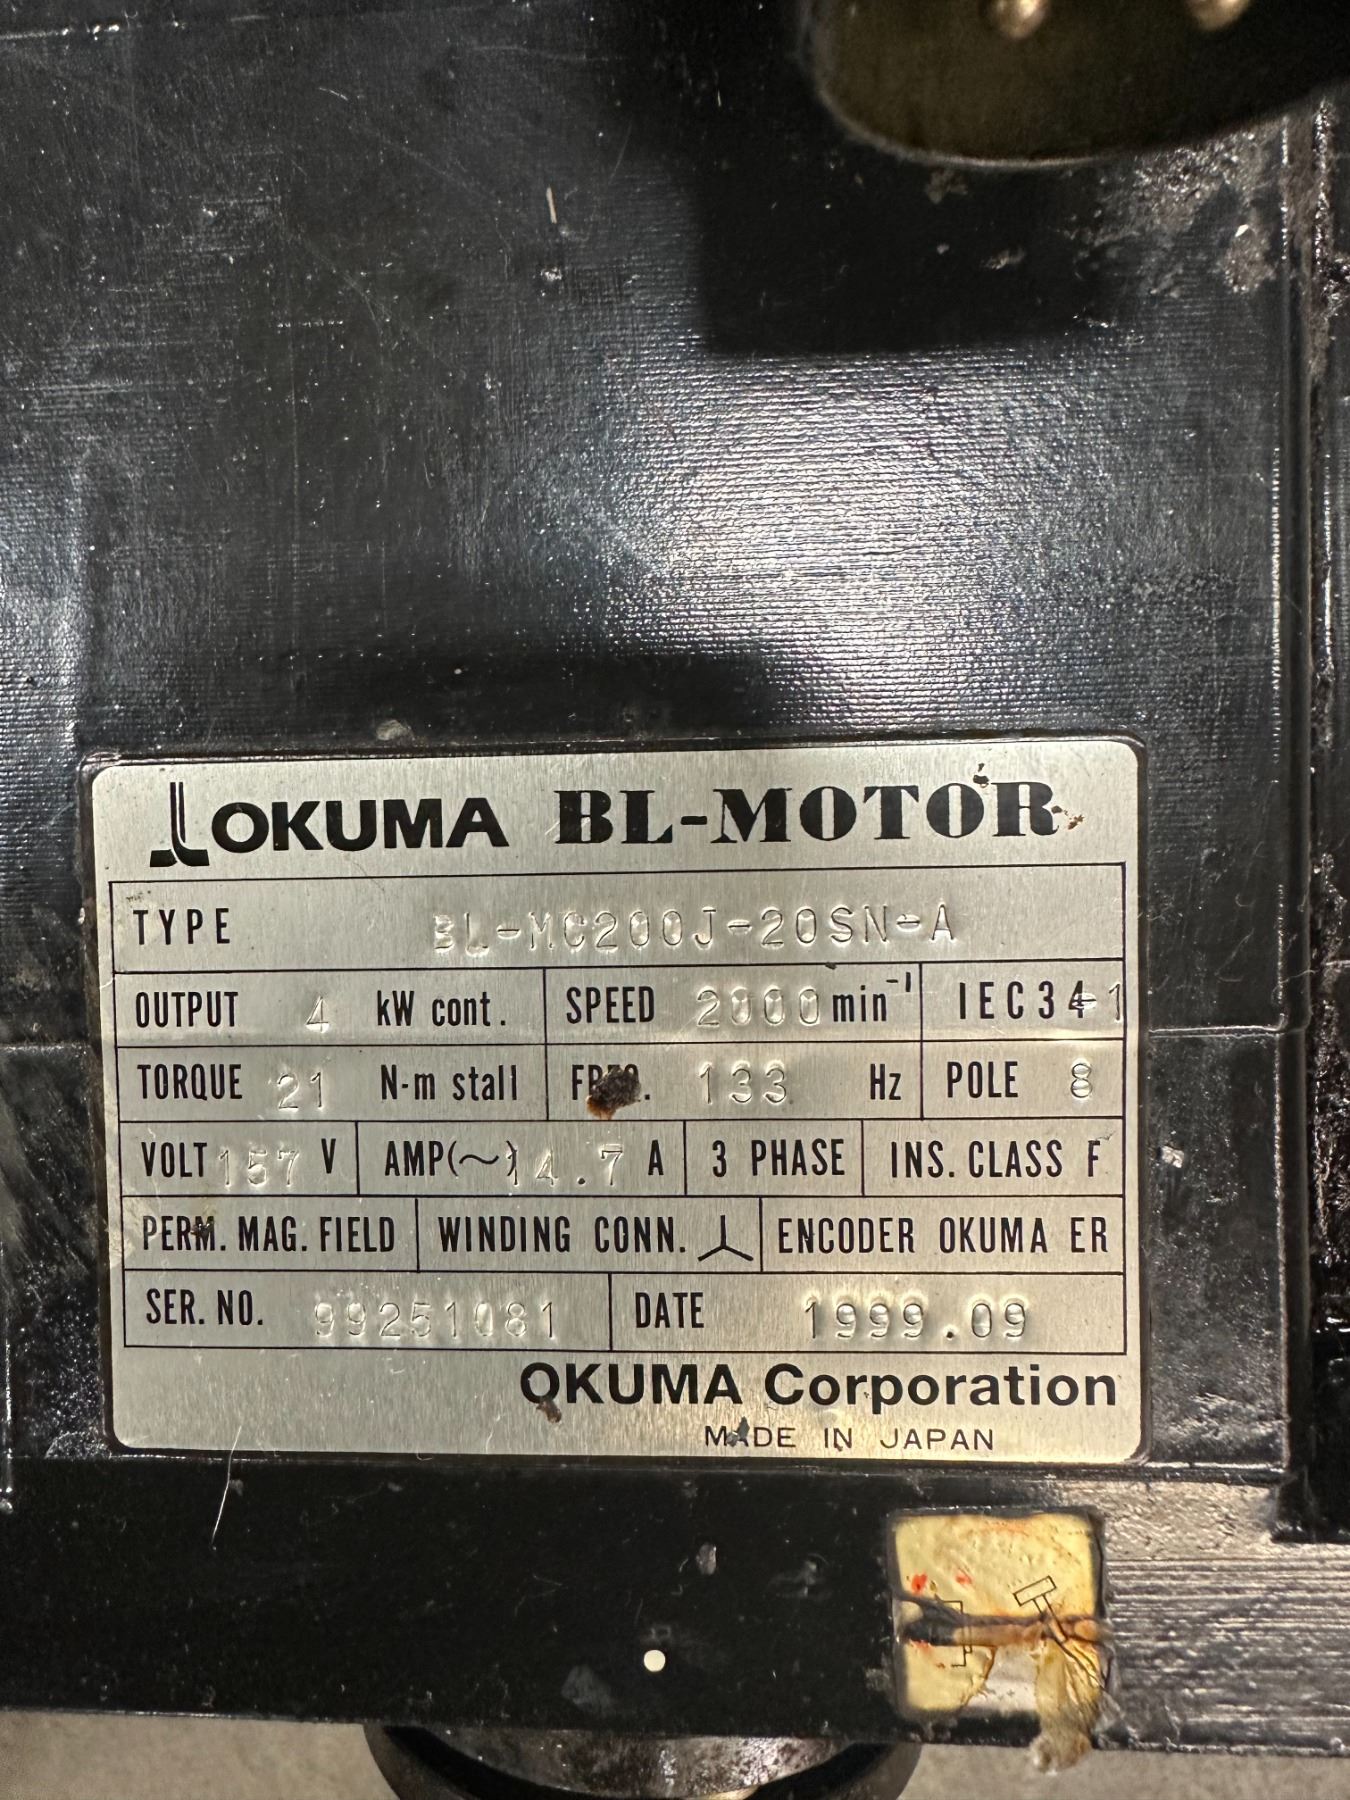 OKUMA BL-MOTOR
TYPE BL-MC200J-20SN-A
OUTPUT 4 kW cont. SPEED 2000 min⁻¹ IEC34-1
TORQUE 21 N-m stall FREQ. 133 Hz POLE 8
VOLT 157 V AMP(~) 14.7 A 3 PHASE INS. CLASS F
PERM. MAG. FIELD WINDING CONN. ENCODER OKUMA ER
SER. NO. 99251081 DATE 1999.09
OKUMA Corporation
MADE IN JAPAN